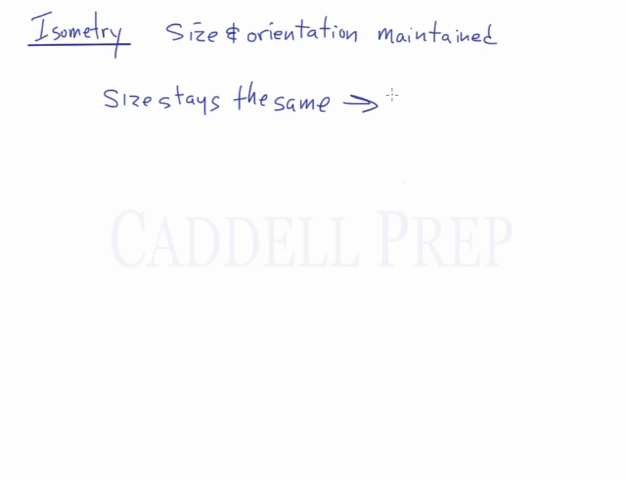 Isometry Size & orientation maintained
Size stays the same →
CADDELL PREP